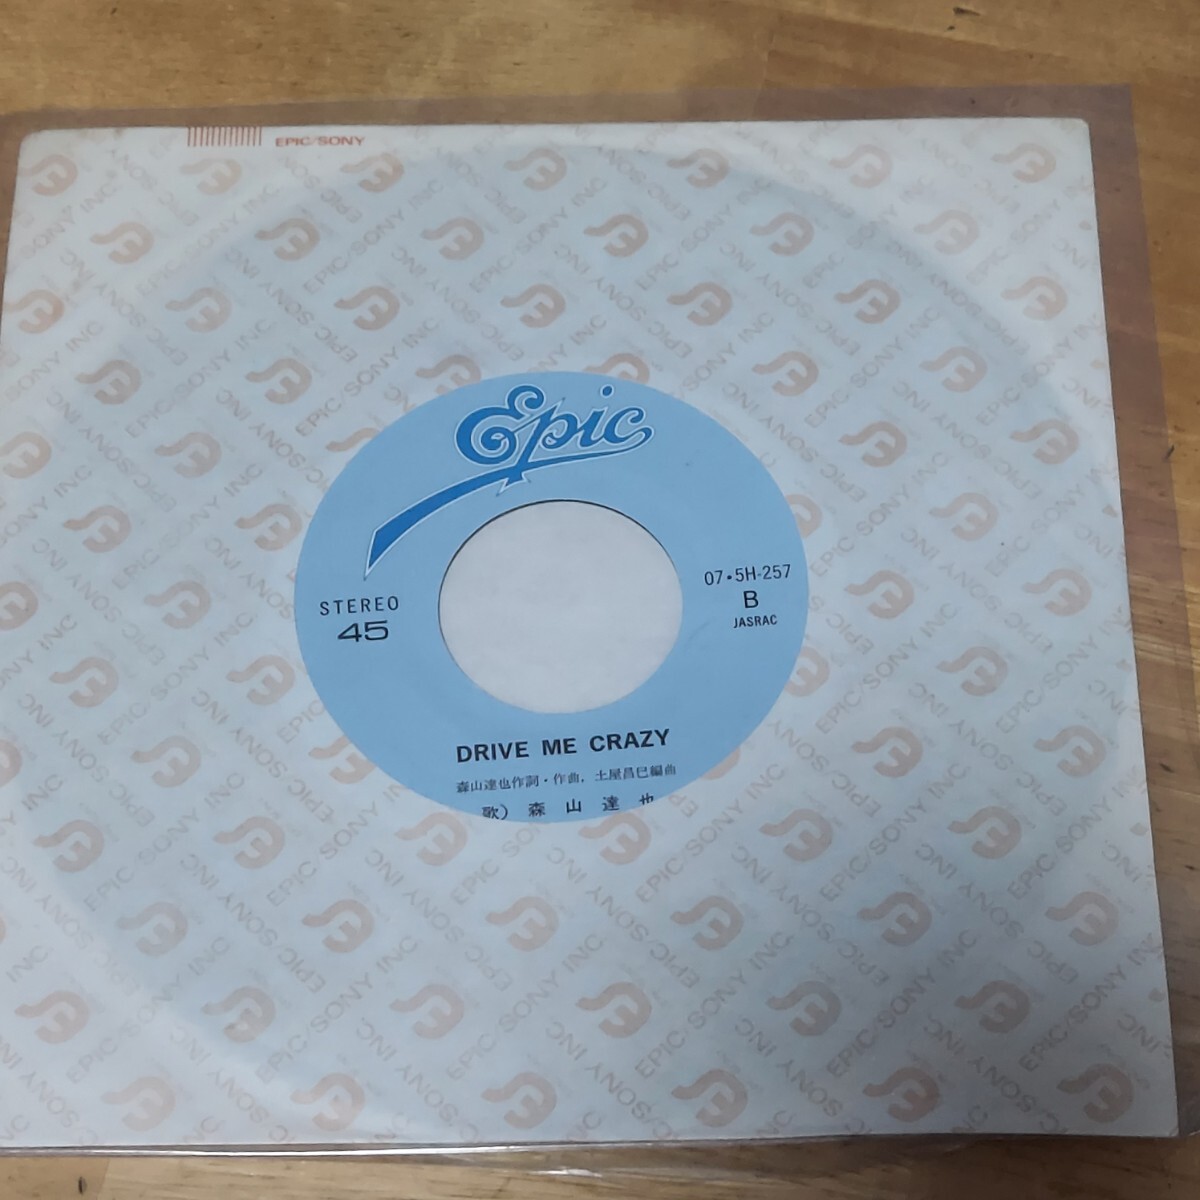 EPIC/SONY
Epic
STEREO
45
07・5H-257
B
JASRAC
DRIVE ME CRAZY
森山達也作詞・作曲，土屋昌巳編曲
歌）森山達也